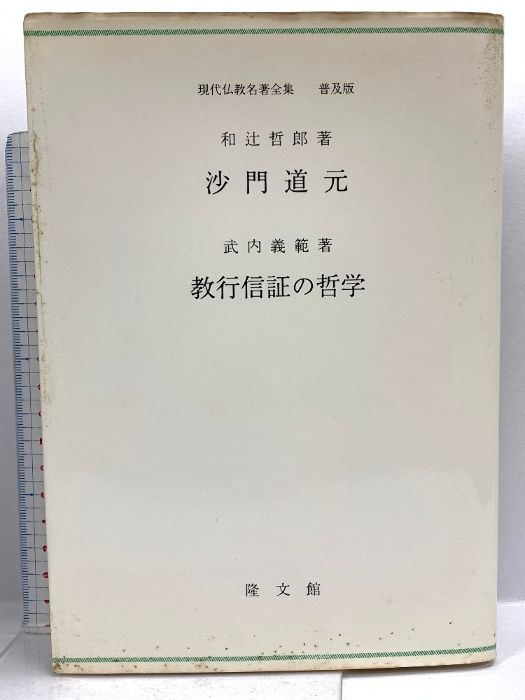 現代仏教名著全集　普及版
和辻哲郎著
沙門道元
武内義範著
教行信証の哲学
隆文館